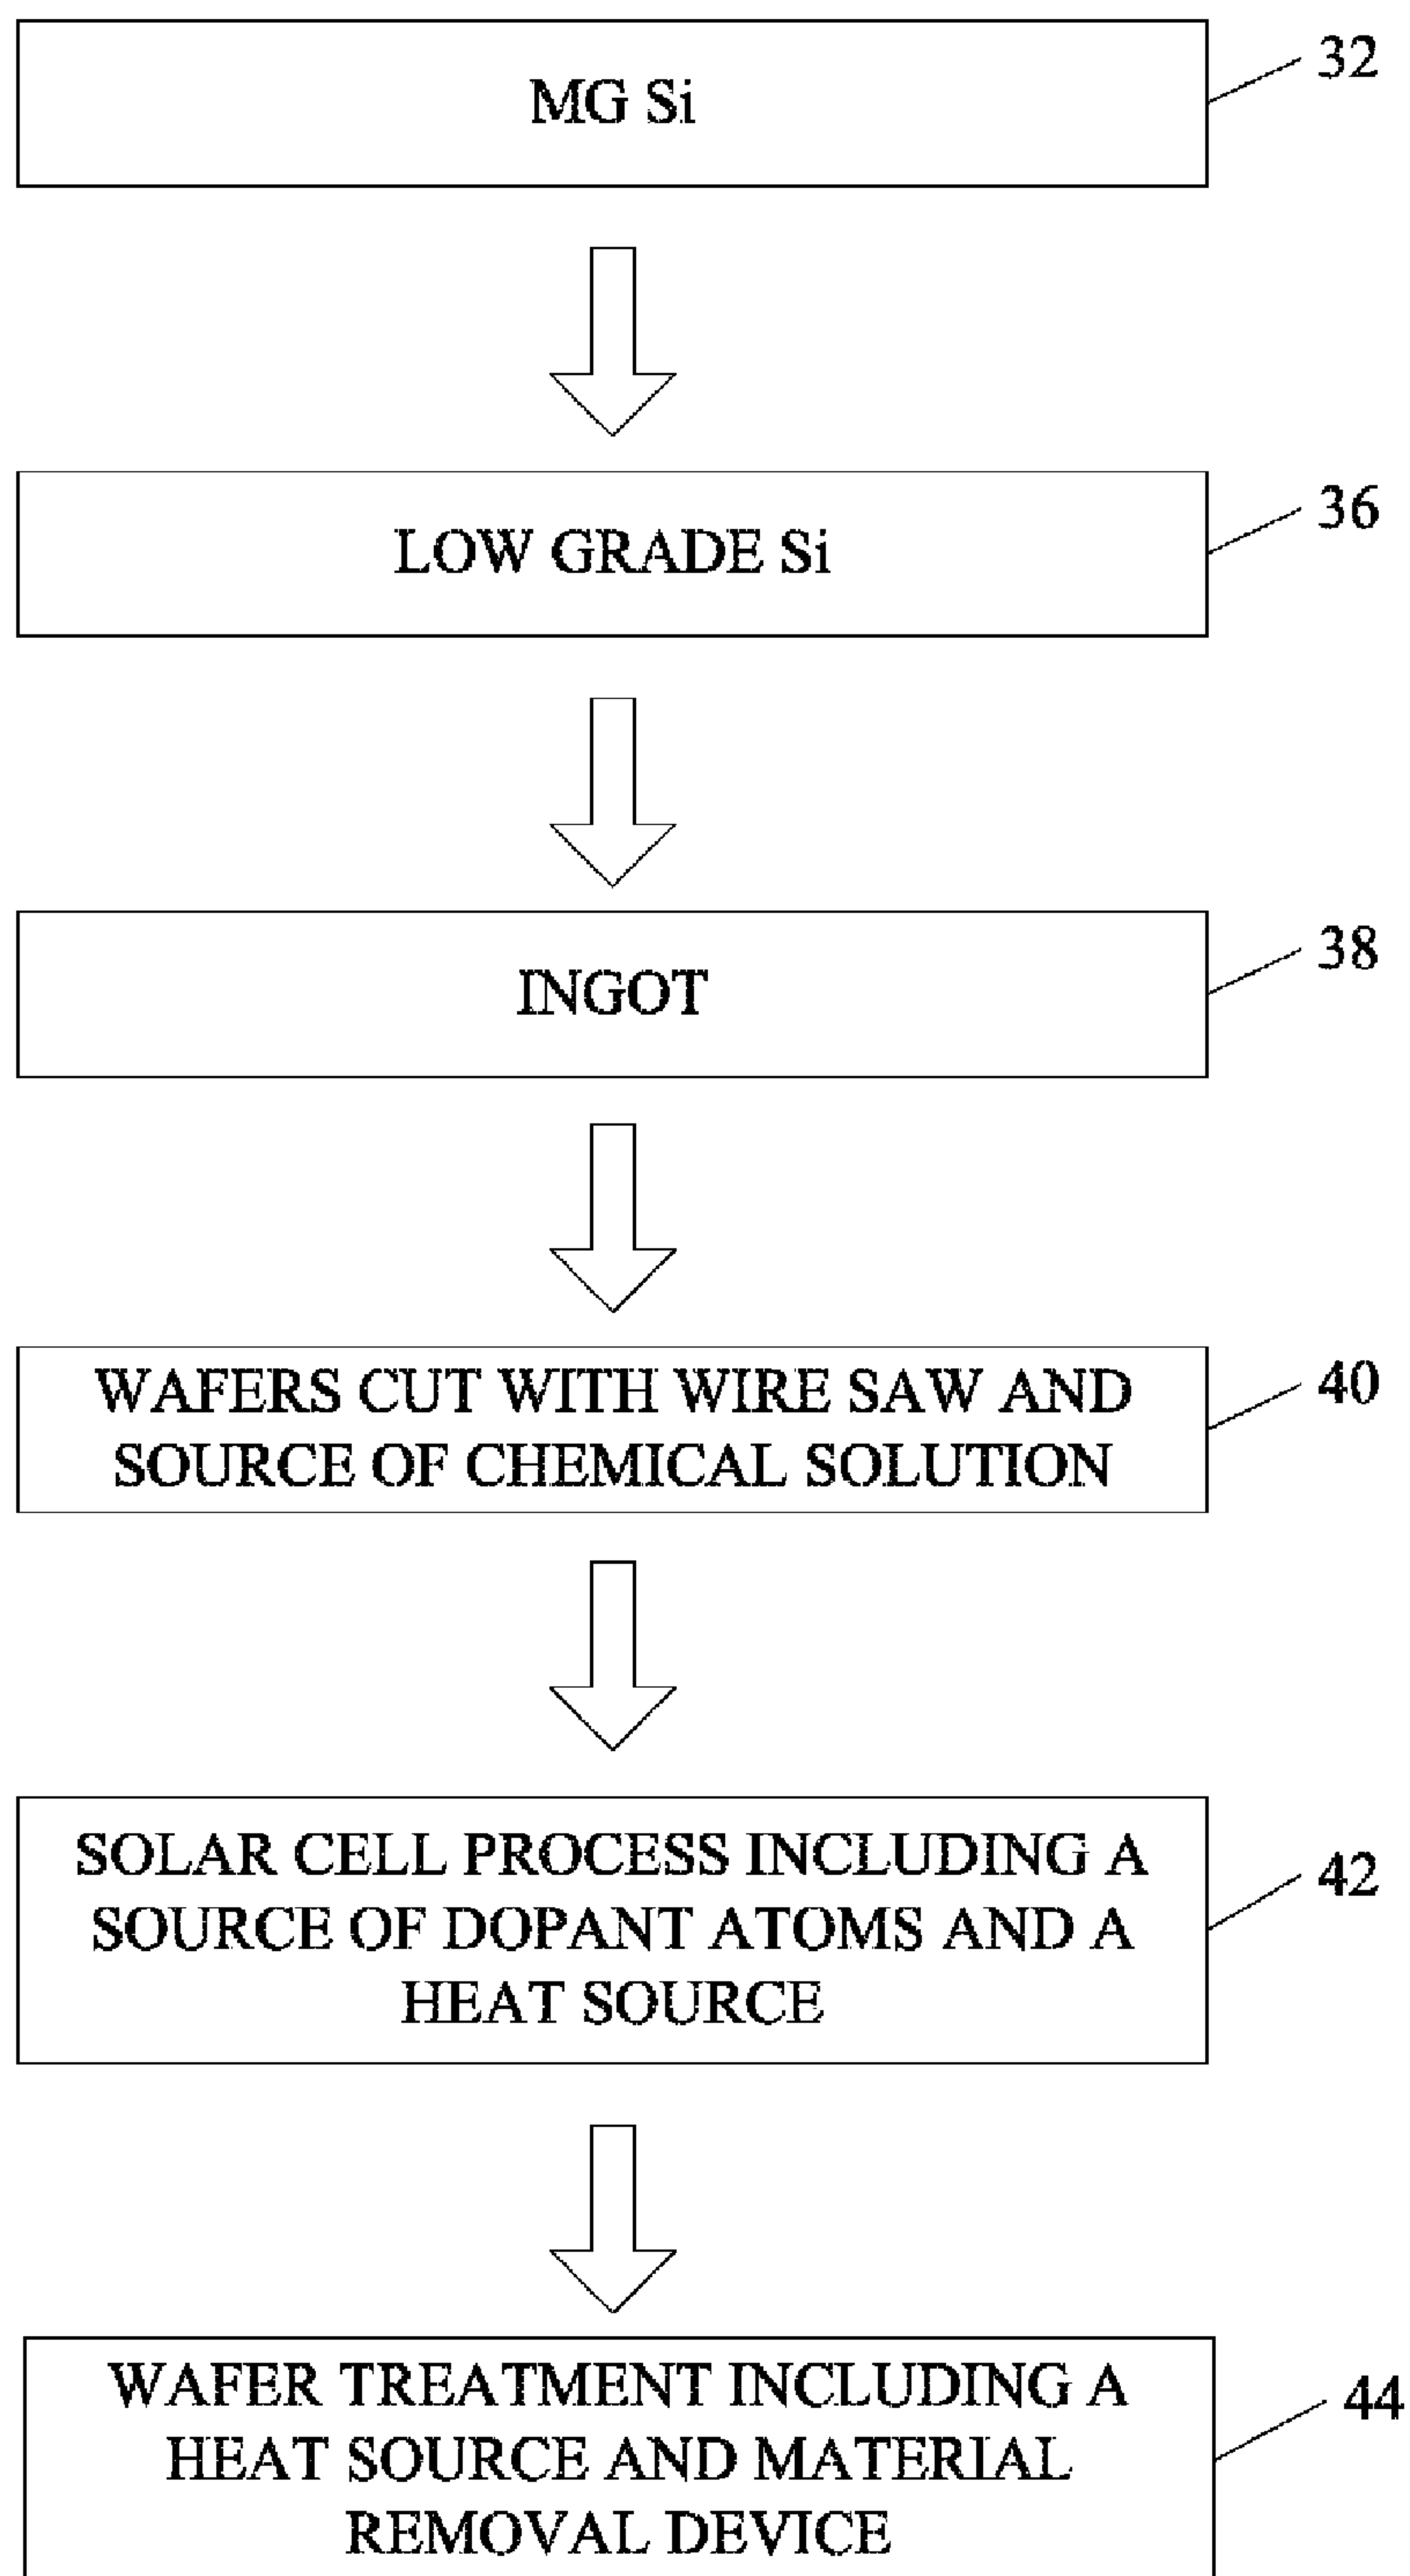 MG Si
32
LOW GRADE Si
36
INGOT
38
WAFERS CUT WITH WIRE SAW AND
SOURCE OF CHEMICAL SOLUTION
40
SOLAR CELL PROCESS INCLUDING A
SOURCE OF DOPANT ATOMS AND A
HEAT SOURCE
42
WAFER TREATMENT INCLUDING A
HEAT SOURCE AND MATERIAL
REMOVAL DEVICE
44